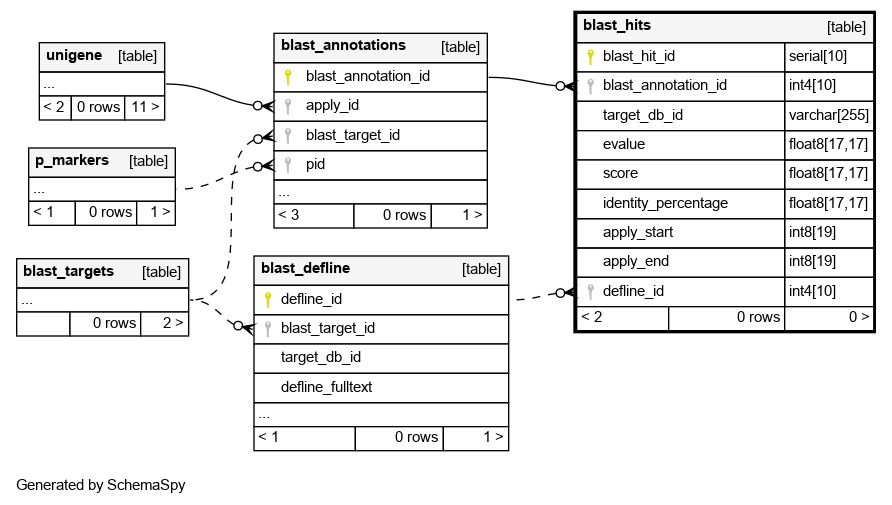 unigene [table]
...
< 2 0 rows 11 >
p_markers [table]
...
< 1 0 rows 1 >
blast_targets [table]
...
0 rows 2 >
blast_annotations [table]
blast_annotation_id
apply_id
blast_target_id
pid
...
< 3 0 rows 1 >
blast_defline [table]
defline_id
blast_target_id
target_db_id
defline_fulltext
...
< 1 0 rows 1 >
blast_hits [table]
blast_hit_id serial[10]
blast_annotation_id int4[10]
target_db_id varchar[255]
evalue float8[17,17]
score float8[17,17]
identity_percentage float8[17,17]
apply_start int8[19]
apply_end int8[19]
defline_id int4[10]
< 2 0 rows 0 >
Generated by SchemaSpy